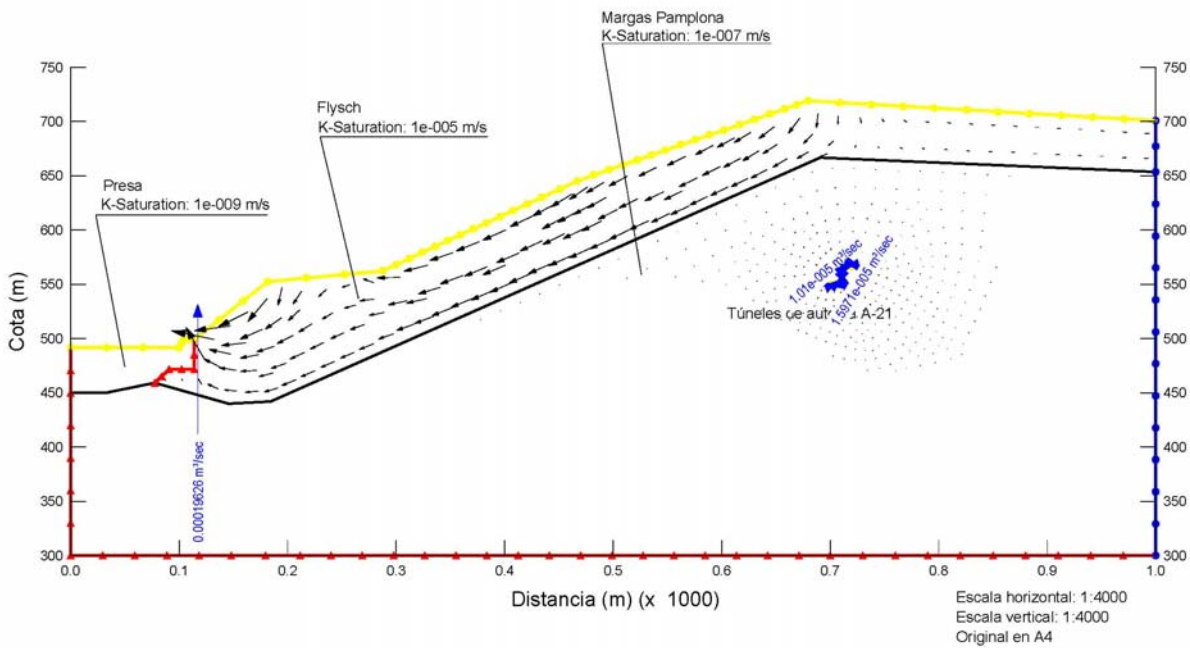 Margas Pamplona
K-Saturation: 1e-007 m/s
Flysch
K-Saturation: 1e-005 m/s
Presa
K-Saturation: 1e-009 m/s
750
700
650
600
550
500
450
400
350
300
Cota (m)
750
700
650
600
550
500
450
400
350
300
1.01e-005 m³/sec
1.5971e-005 m³/sec
Túneles de A-21
0.00019626 m³/sec
0.0 0.1 0.2 0.3 0.4 0.5 0.6 0.7 0.8 0.9 1.0
Distancia (m) (x 1000)
Escala horizontal: 1:4000
Escala vertical: 1:4000
Original en A4